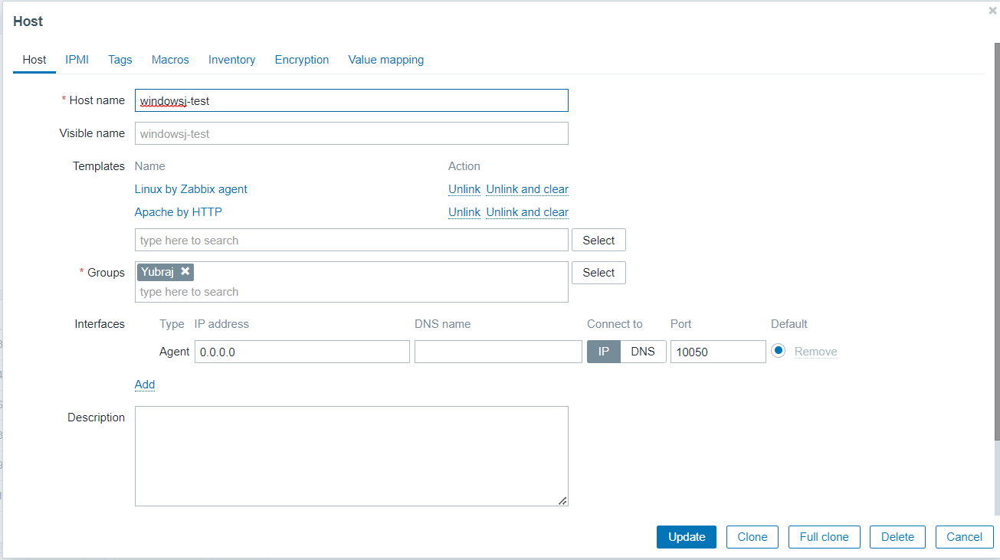 Host
Host IPMI Tags Macros Inventory Encryption Value mapping
* Host name windowsj-test
Visible name windowsj-test
Templates Name Action
Linux by Zabbix agent Unlink Unlink and clear
Apache by HTTP Unlink Unlink and clear
type here to search Select
* Groups Yubraj Select
type here to search
Interfaces Type IP address DNS name Connect to Port Default
Agent 0.0.0.0 IP DNS 10050 Remove
Add
Description
Update Clone Full clone Delete Cancel